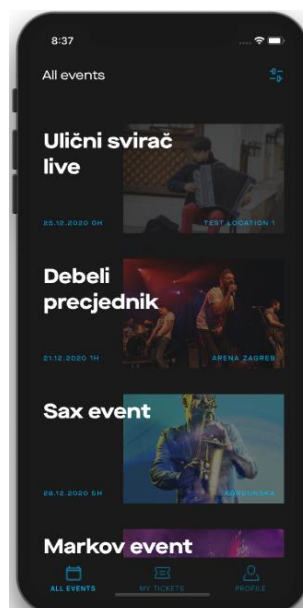 8:37
All events
Ulični svirač
live
25.12.2020 0H
TEST LOCATION 1
Debeli
precjednik
21.12.2020 1H
ARENA ZAGREB
Sax event
28.12.2020 5H
Markov event
ALL EVENTS
MY TICKETS
PROFILE